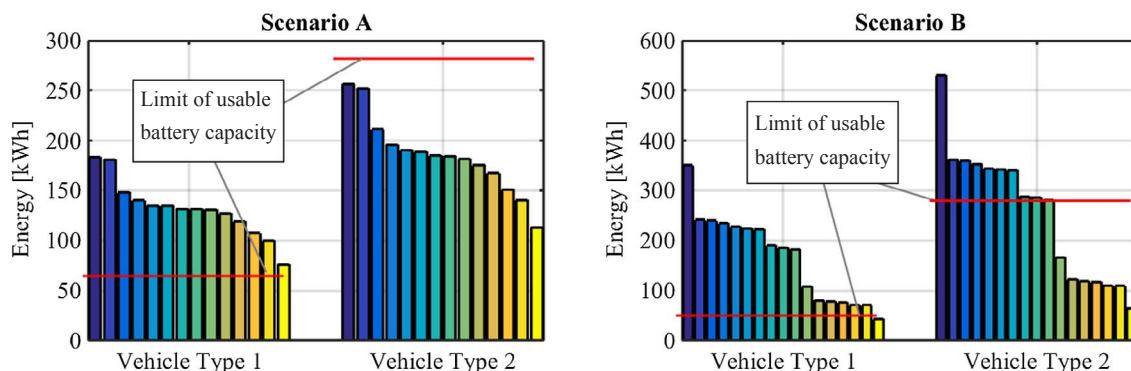 Scenario A
300
250
200
150
100
50
0
Energy [kWh]
Limit of usable
battery capacity
Vehicle Type 1
Vehicle Type 2
Scenario B
600
500
400
300
200
100
0
Energy [kWh]
Limit of usable
battery capacity
Vehicle Type 1
Vehicle Type 2